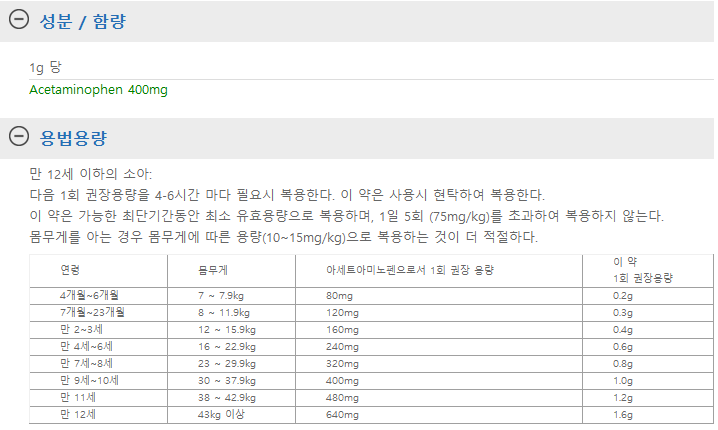 성분 / 함량
1g 당
Acetaminophen 400mg
용법용량
만 12세 이하의 소아:
다음 1회 권장용량을 4-6시간 마다 필요시 복용한다. 이 약은 사용시 현탁하여 복용한다.
이 약은 가능한 최단기간동안 최소 유효용량으로 복용하며, 1일 5회 (75mg/kg)를 초과하여 복용하지 않는다.
몸무게를 아는 경우 몸무게에 따른 용량(10~15mg/kg)으로 복용하는 것이 더 적절하다.
연령 몸무게 아세트아미노펜으로서 1회 권장 용량 이 약 1회 권장용량
4개월~6개월 7 ~ 7.9kg 80mg 0.2g
7개월~23개월 8 ~ 11.9kg 120mg 0.3g
만 2~3세 12 ~ 15.9kg 160mg 0.4g
만 4세~6세 16 ~ 22.9kg 240mg 0.6g
만 7세~8세 23 ~ 29.9kg 320mg 0.8g
만 9세~10세 30 ~ 37.9kg 400mg 1.0g
만 11세 38 ~ 42.9kg 480mg 1.2g
만 12세 43kg 이상 640mg 1.6g